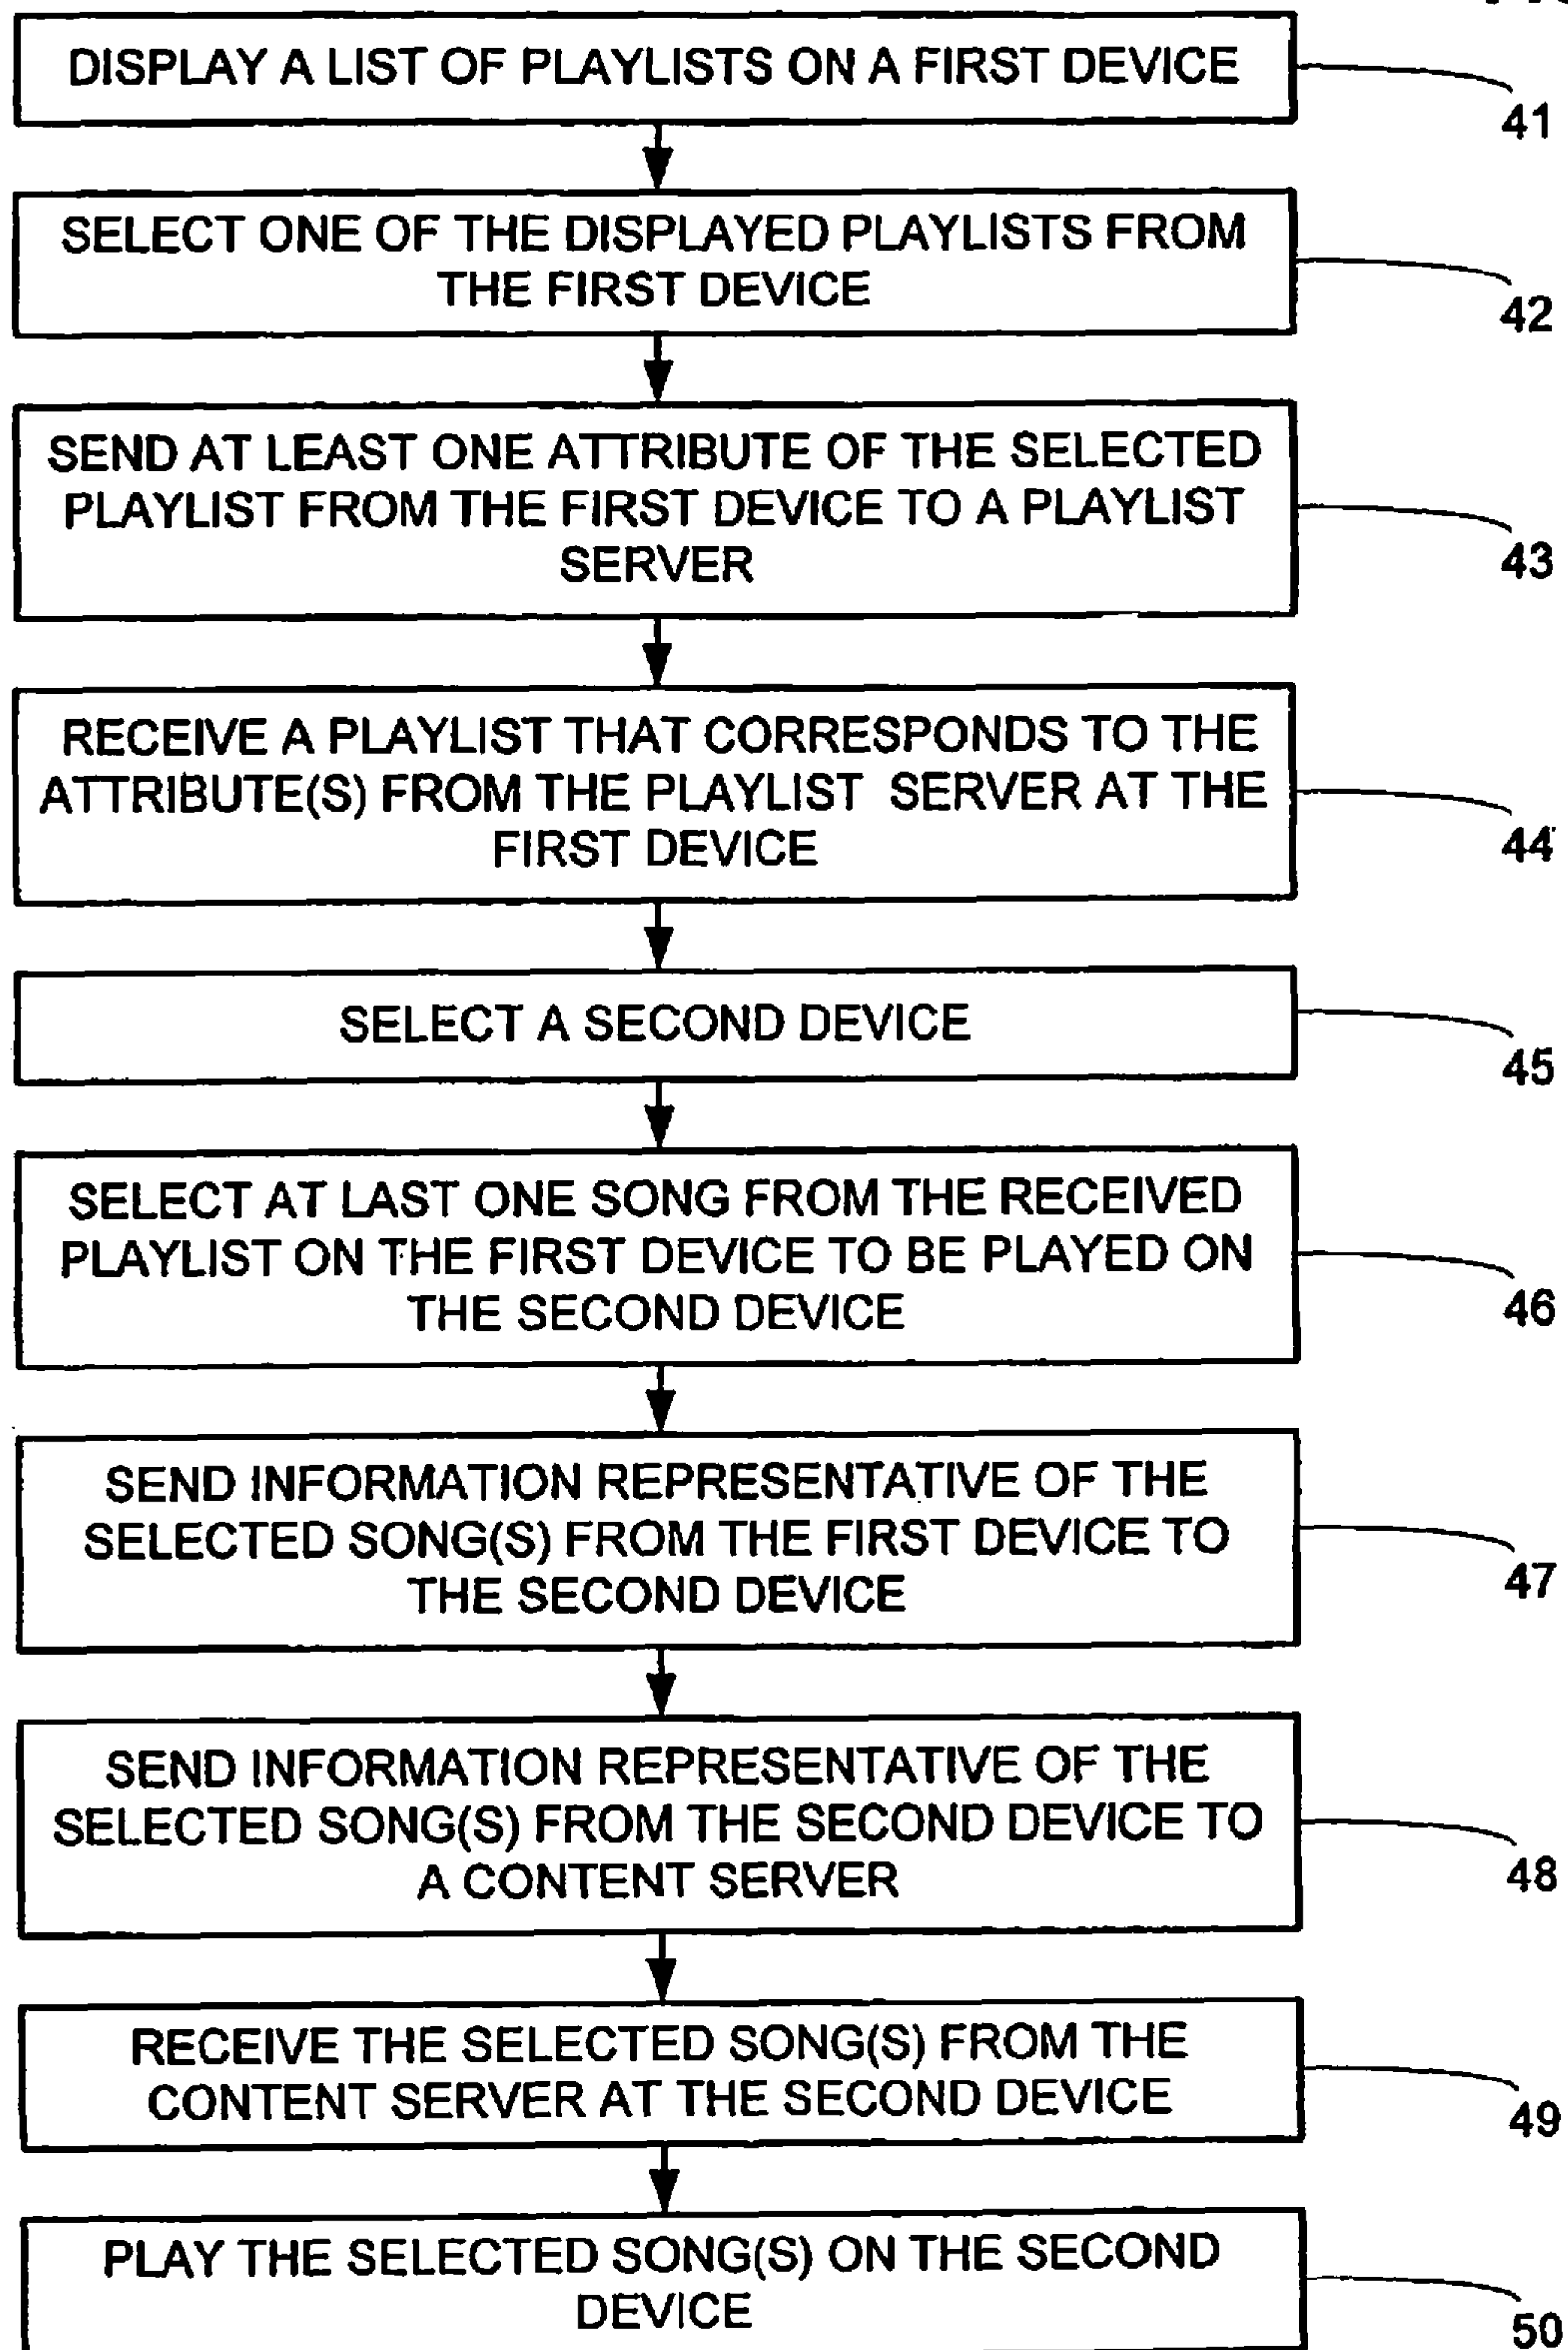 DISPLAY A LIST OF PLAYLISTS ON A FIRST DEVICE
41
SELECT ONE OF THE DISPLAYED PLAYLISTS FROM
THE FIRST DEVICE
42
SEND AT LEAST ONE ATTRIBUTE OF THE SELECTED
PLAYLIST FROM THE FIRST DEVICE TO A PLAYLIST
SERVER
43
RECEIVE A PLAYLIST THAT CORRESPONDS TO THE
ATTRIBUTE(S) FROM THE PLAYLIST SERVER AT THE
FIRST DEVICE
44
SELECT A SECOND DEVICE
45
SELECT AT LAST ONE SONG FROM THE RECEIVED
PLAYLIST ON THE FIRST DEVICE TO BE PLAYED ON
THE SECOND DEVICE
46
SEND INFORMATION REPRESENTATIVE OF THE
SELECTED SONG(S) FROM THE FIRST DEVICE TO
THE SECOND DEVICE
47
SEND INFORMATION REPRESENTATIVE OF THE
SELECTED SONG(S) FROM THE SECOND DEVICE TO
A CONTENT SERVER
48
RECEIVE THE SELECTED SONG(S) FROM THE
CONTENT SERVER AT THE SECOND DEVICE
49
PLAY THE SELECTED SONG(S) ON THE SECOND
DEVICE
50